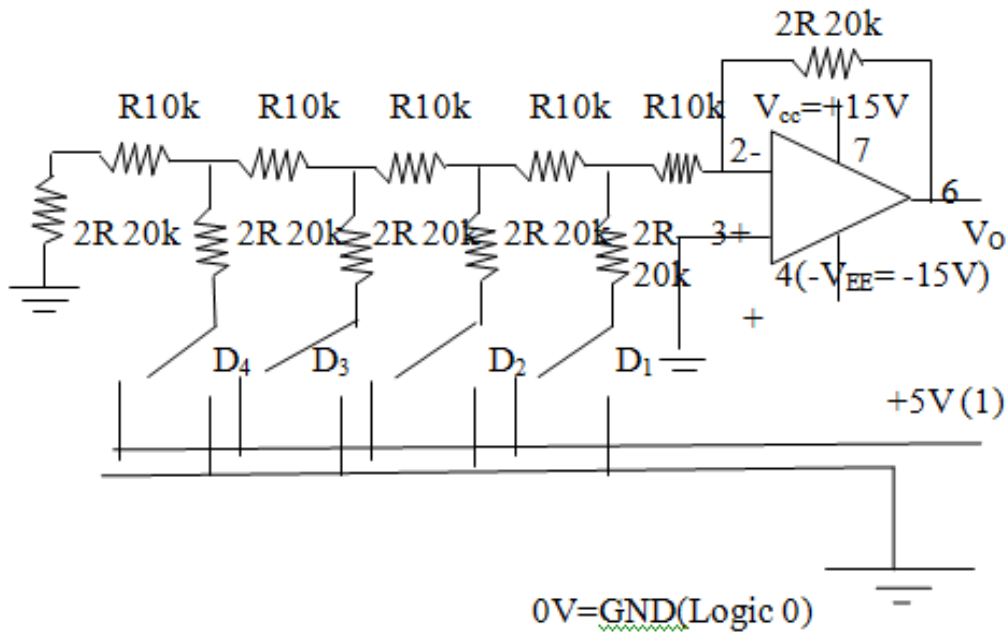 2R 20k
R10k R10k R10k R10k R10k
Vcc=+15V
2- 7
6
2R 20k 2R 20k 2R 20k 2R 20k 2R 20k
3+
VO
4(-VEE= -15V)
+
D4 D3 D2 D1
+5V (1)
0V=GND(Logic 0)